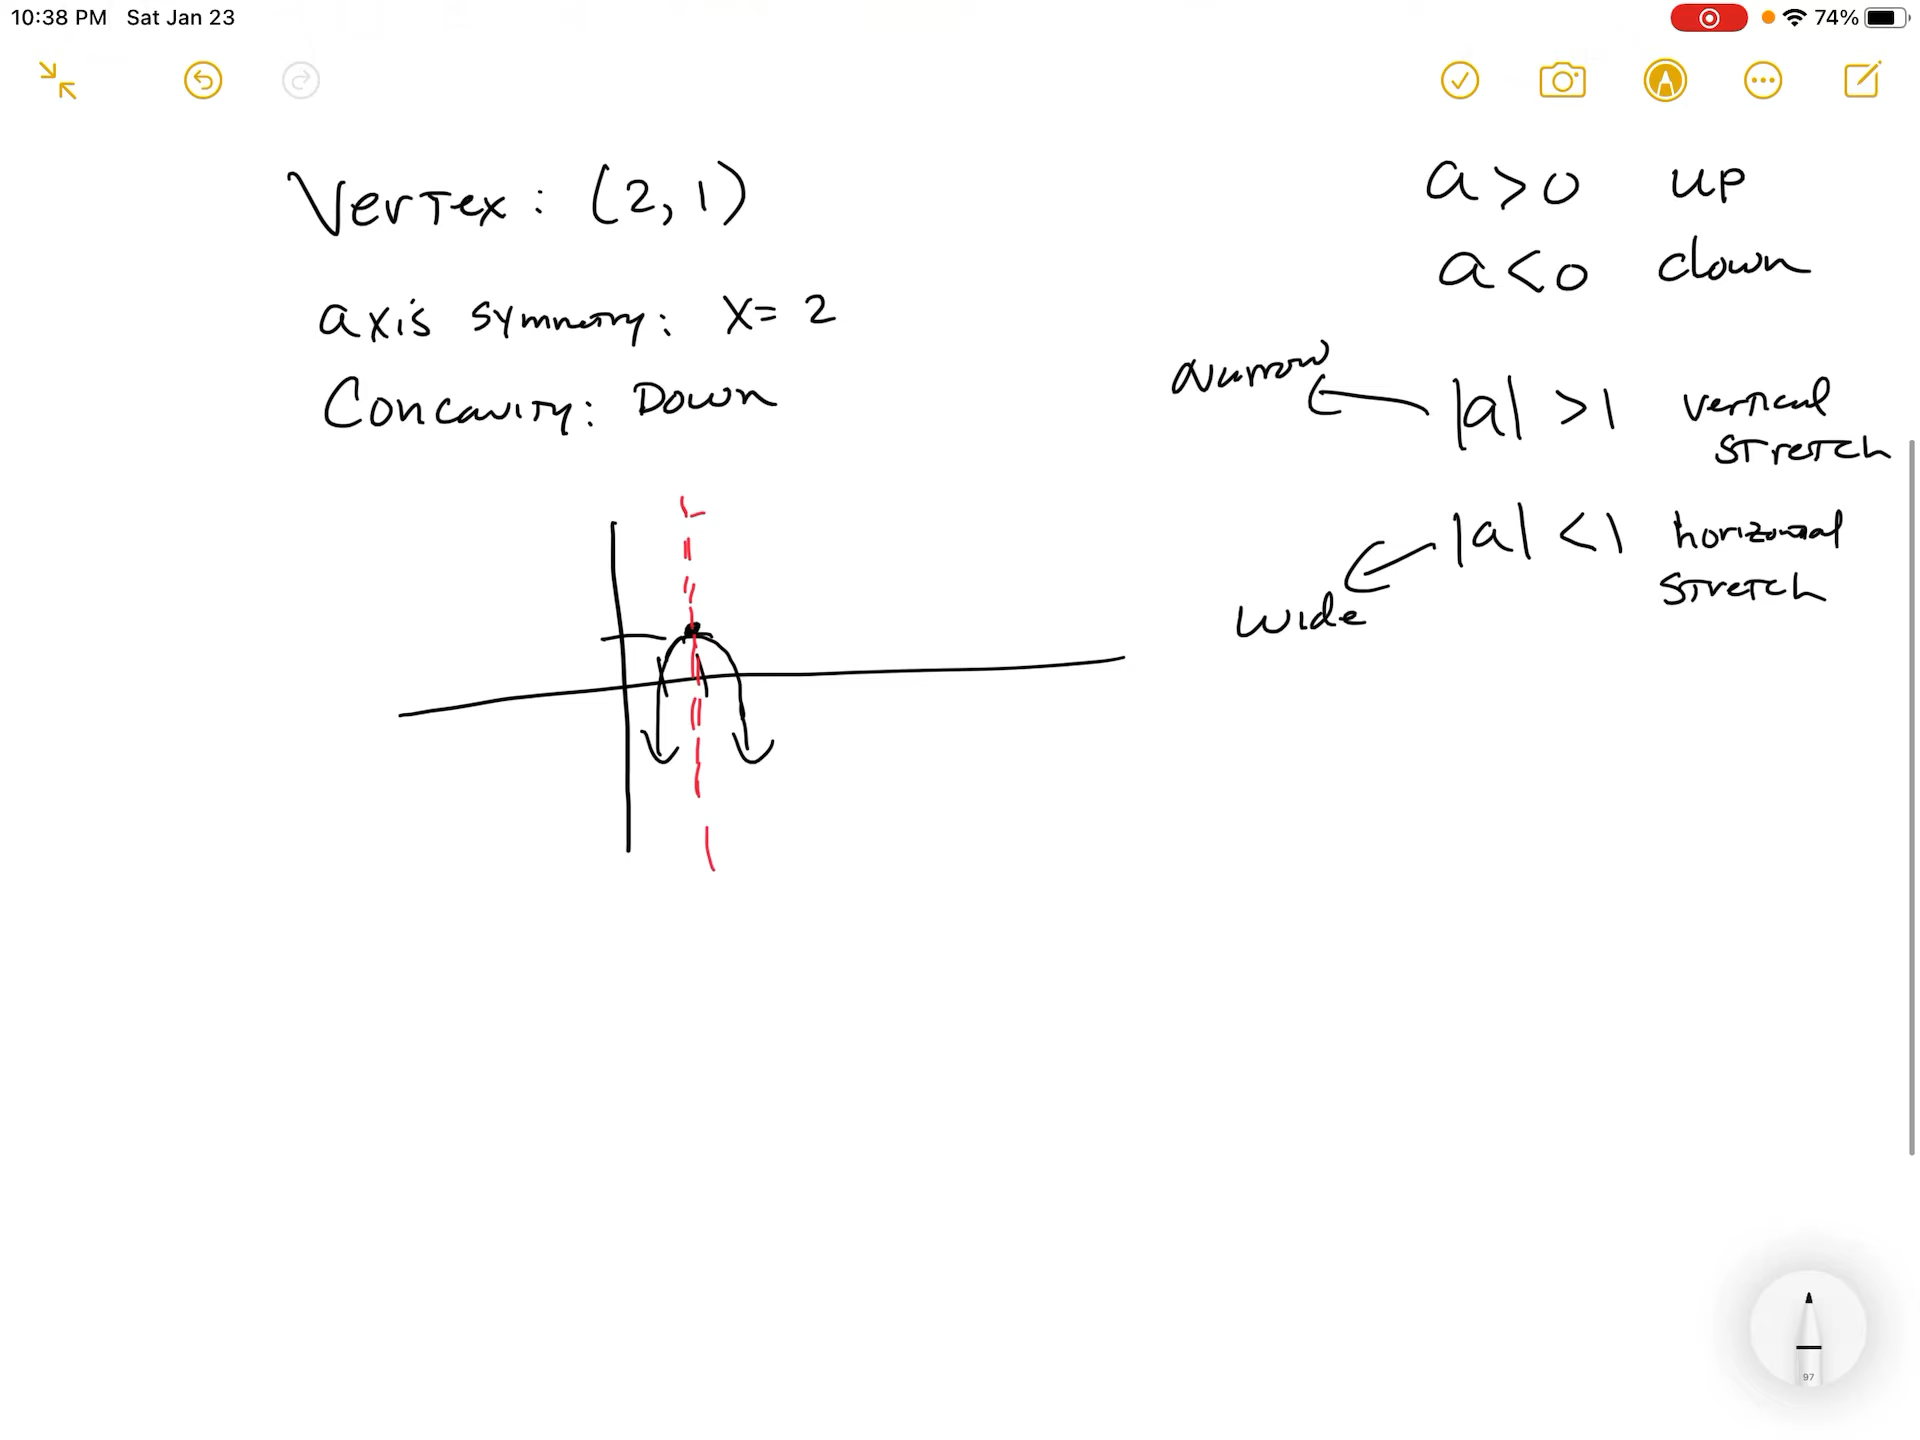 10:38 PM Sat Jan 23
74%
Vertex: (2, 1)
axis symmetry: x= 2
Concavity: Down
a>0 up
a<0 down
Narrow
|a| >1 vertical
stretch
|a| <1 horizontal
stretch
Wide
97